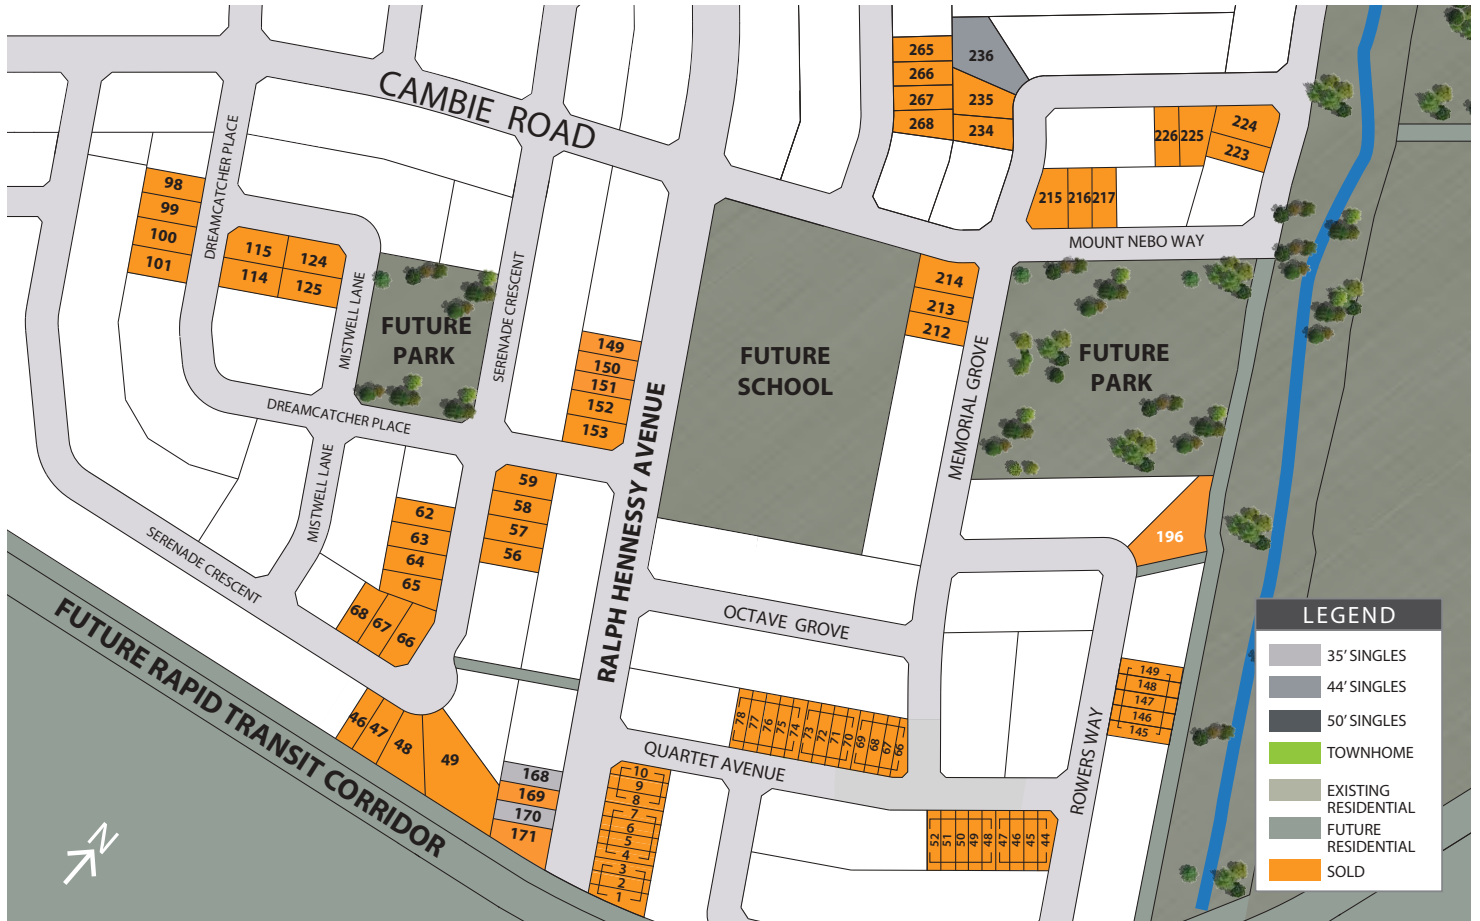 CAMBIE ROAD
265
266
267
268
236
235
234
226
225
224
223
215
216
217
MOUNT NEBO WAY
DREAMCATCHER PLACE
98
99
100
101
115
124
114
125
MISTWELL LANE
FUTURE
PARK
SERENADE CRESCENT
DREAMCATCHER PLACE
149
150
151
152
153
RALPH HENNESSY AVENUE
FUTURE
SCHOOL
214
213
212
MEMORIAL GROVE
FUTURE
PARK
196
MISTWELL LANE
SERENADE CRESCENT
62
63
64
65
66
67
68
59
58
57
56
OCTAVE GROVE
FUTURE RAPID TRANSIT CORRIDOR
46
47
48
49
168
169
170
171
QUARTET AVENUE
78
77
76
75
74
73
72
71
70
69
68
67
66
10
9
8
7
6
5
4
3
2
1
52
51
50
49
48
47
46
45
44
ROWERS WAY
149
148
147
146
145
N
LEGEND
35' SINGLES
44' SINGLES
50' SINGLES
TOWNHOME
EXISTING
RESIDENTIAL
FUTURE
RESIDENTIAL
SOLD